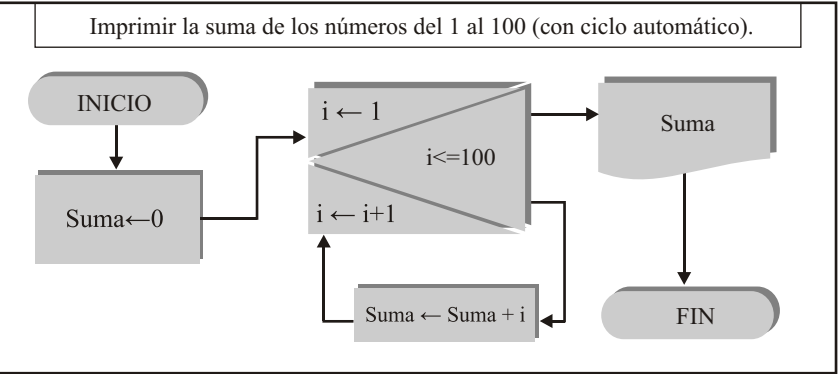 Imprimir la suma de los números del 1 al 100 (con ciclo automático).
INICIO
Suma←0
i ← 1
i<=100
i ← i+1
Suma ← Suma + i
Suma
FIN